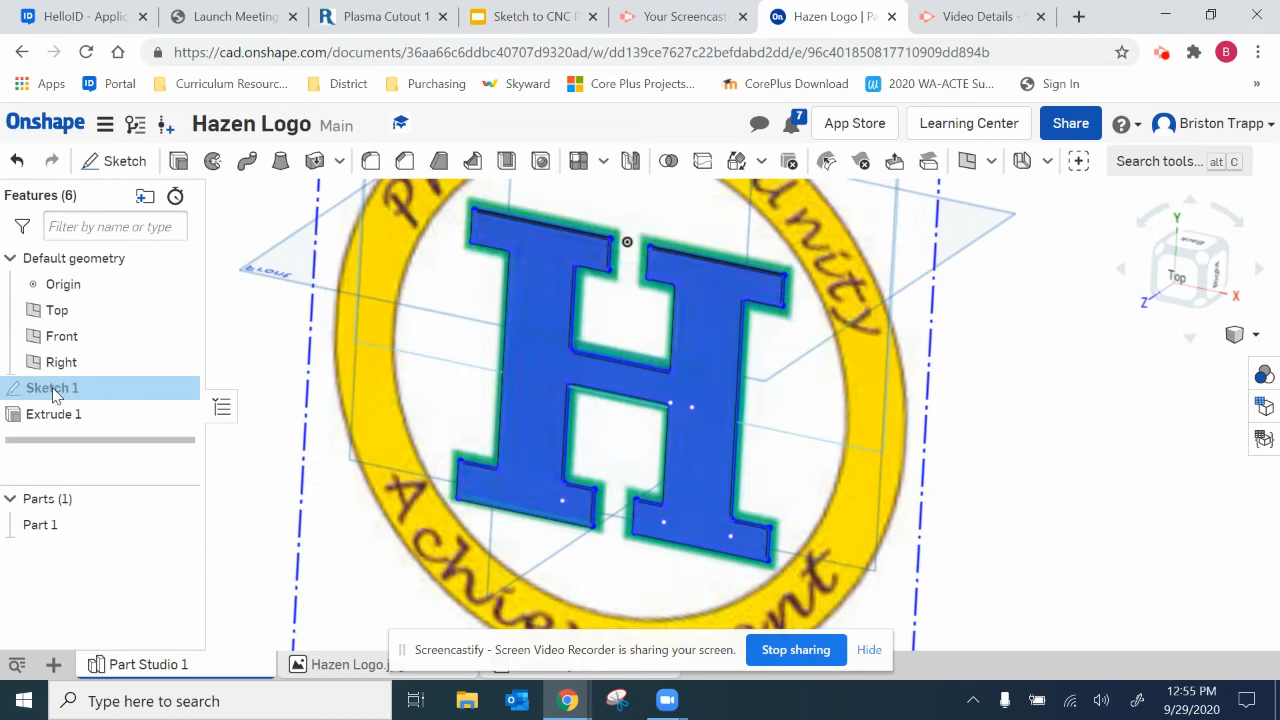 Hello! - Applic
Launch Meeting
Plasma Cutout 1
Sketch to CNC P
Your Screencast
Hazen Logo | Pa
Video Details - S
https://cad.onshape.com/documents/36aa66c6ddbc40707d9320ad/w/dd139ce7627c22befdabd2dd/e/96c401850817710909dd894b
B
Apps
Portal
Curriculum Resourc...
District
Purchasing
Skyward
Core Plus Projects...
CorePlus Download
2020 WA-ACTE Su...
Sign In
»
Onshape
Hazen Logo Main
7
App Store
Learning Center
Share
Briston Trapp
Sketch
Search tools... alt C
Features (6)
Filter by name or type
Default geometry
Origin
Top
Front
Right
Sketch 1
Extrude 1
Parts (1)
Part 1
Front
H
unity
Y
Back
Top
Z
X
Screencastify - Screen Video Recorder is sharing your screen.
Stop sharing
Hide
Part Studio 1
Hazen Logo.j
Type here to search
12:55 PM
9/29/2020